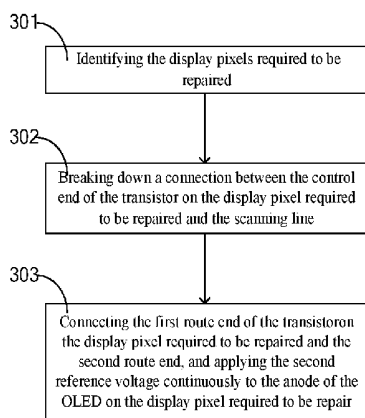 301
Identifying the display pixels required to be
repaired
302
Breaking down a connection between the control
end of the transistor on the display pixel required
to be repaired and the scanning line
303
Connecting the first route end of the transistoron
the display pixel required to be repaired and the
second route end, and applying the second
reference voltage continuously to the anode of the
OLED on the display pixel required to be repair